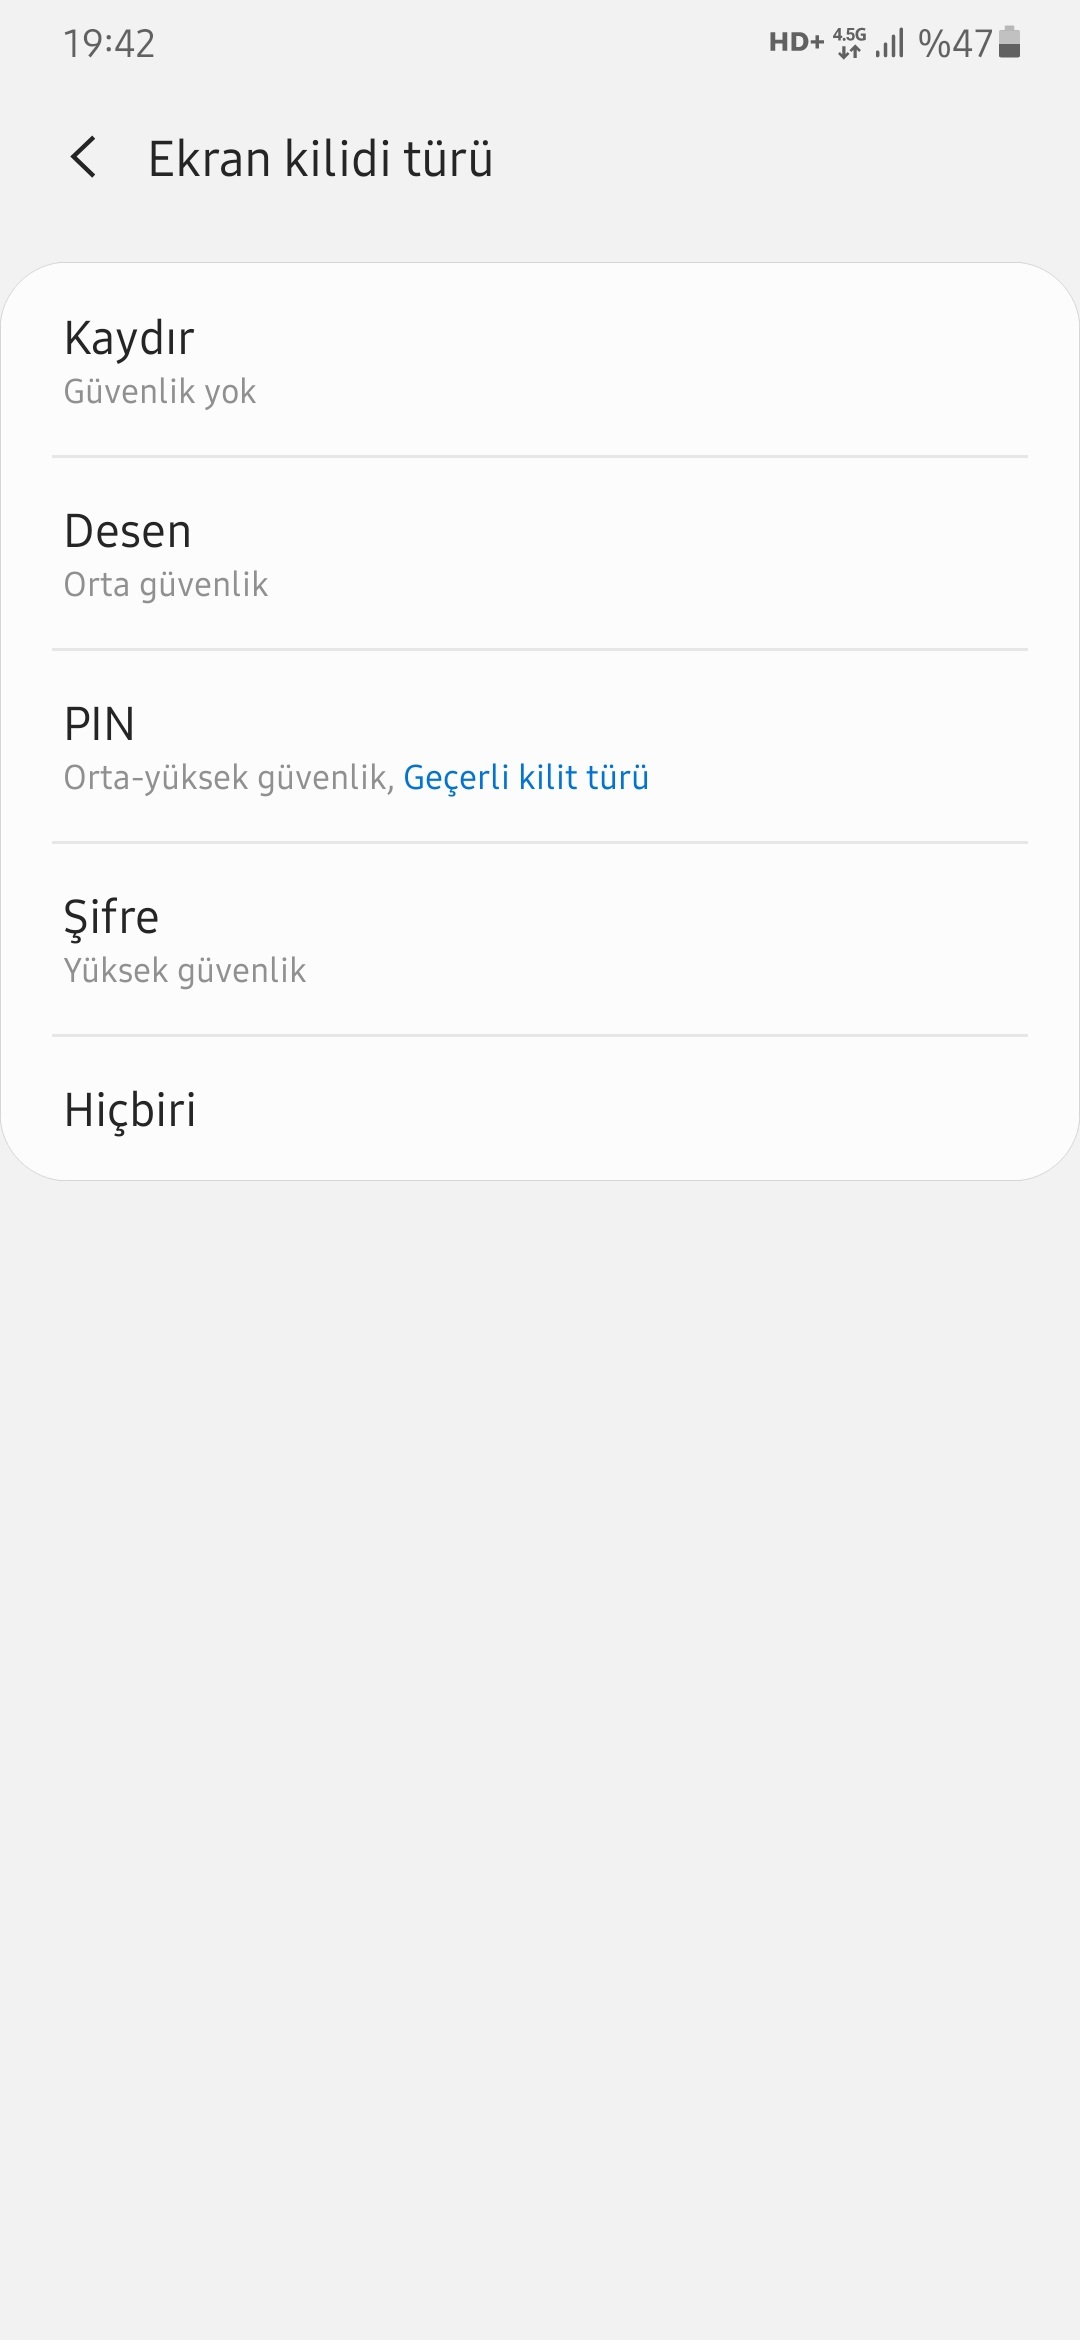 19:42 HD+ 4.5G %47
Ekran kilidi türü
Kaydır
Güvenlik yok
Desen
Orta güvenlik
PIN
Orta-yüksek güvenlik, Geçerli kilit türü
Şifre
Yüksek güvenlik
Hiçbiri